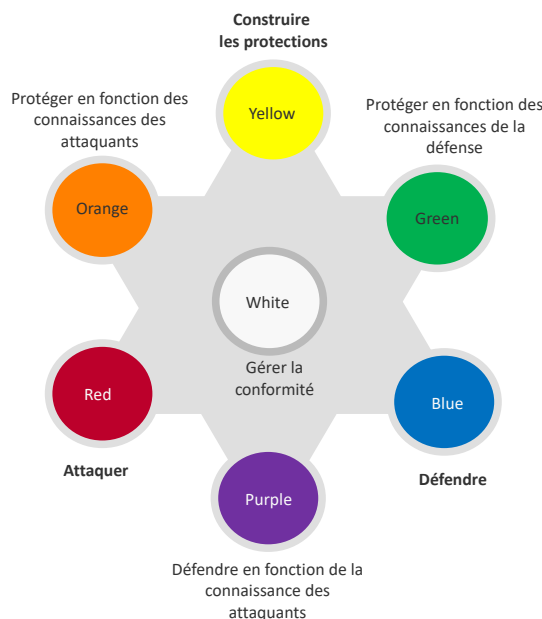 Construire
les protections
Yellow
Protéger en fonction des
connaissances des
attaquants
Orange
Protéger en fonction des
connaissances de la
défense
Green
White
Gérer la
conformité
Red
Attaquer
Blue
Défendre
Purple
Défendre en fonction de la
connaissance des
attaquants